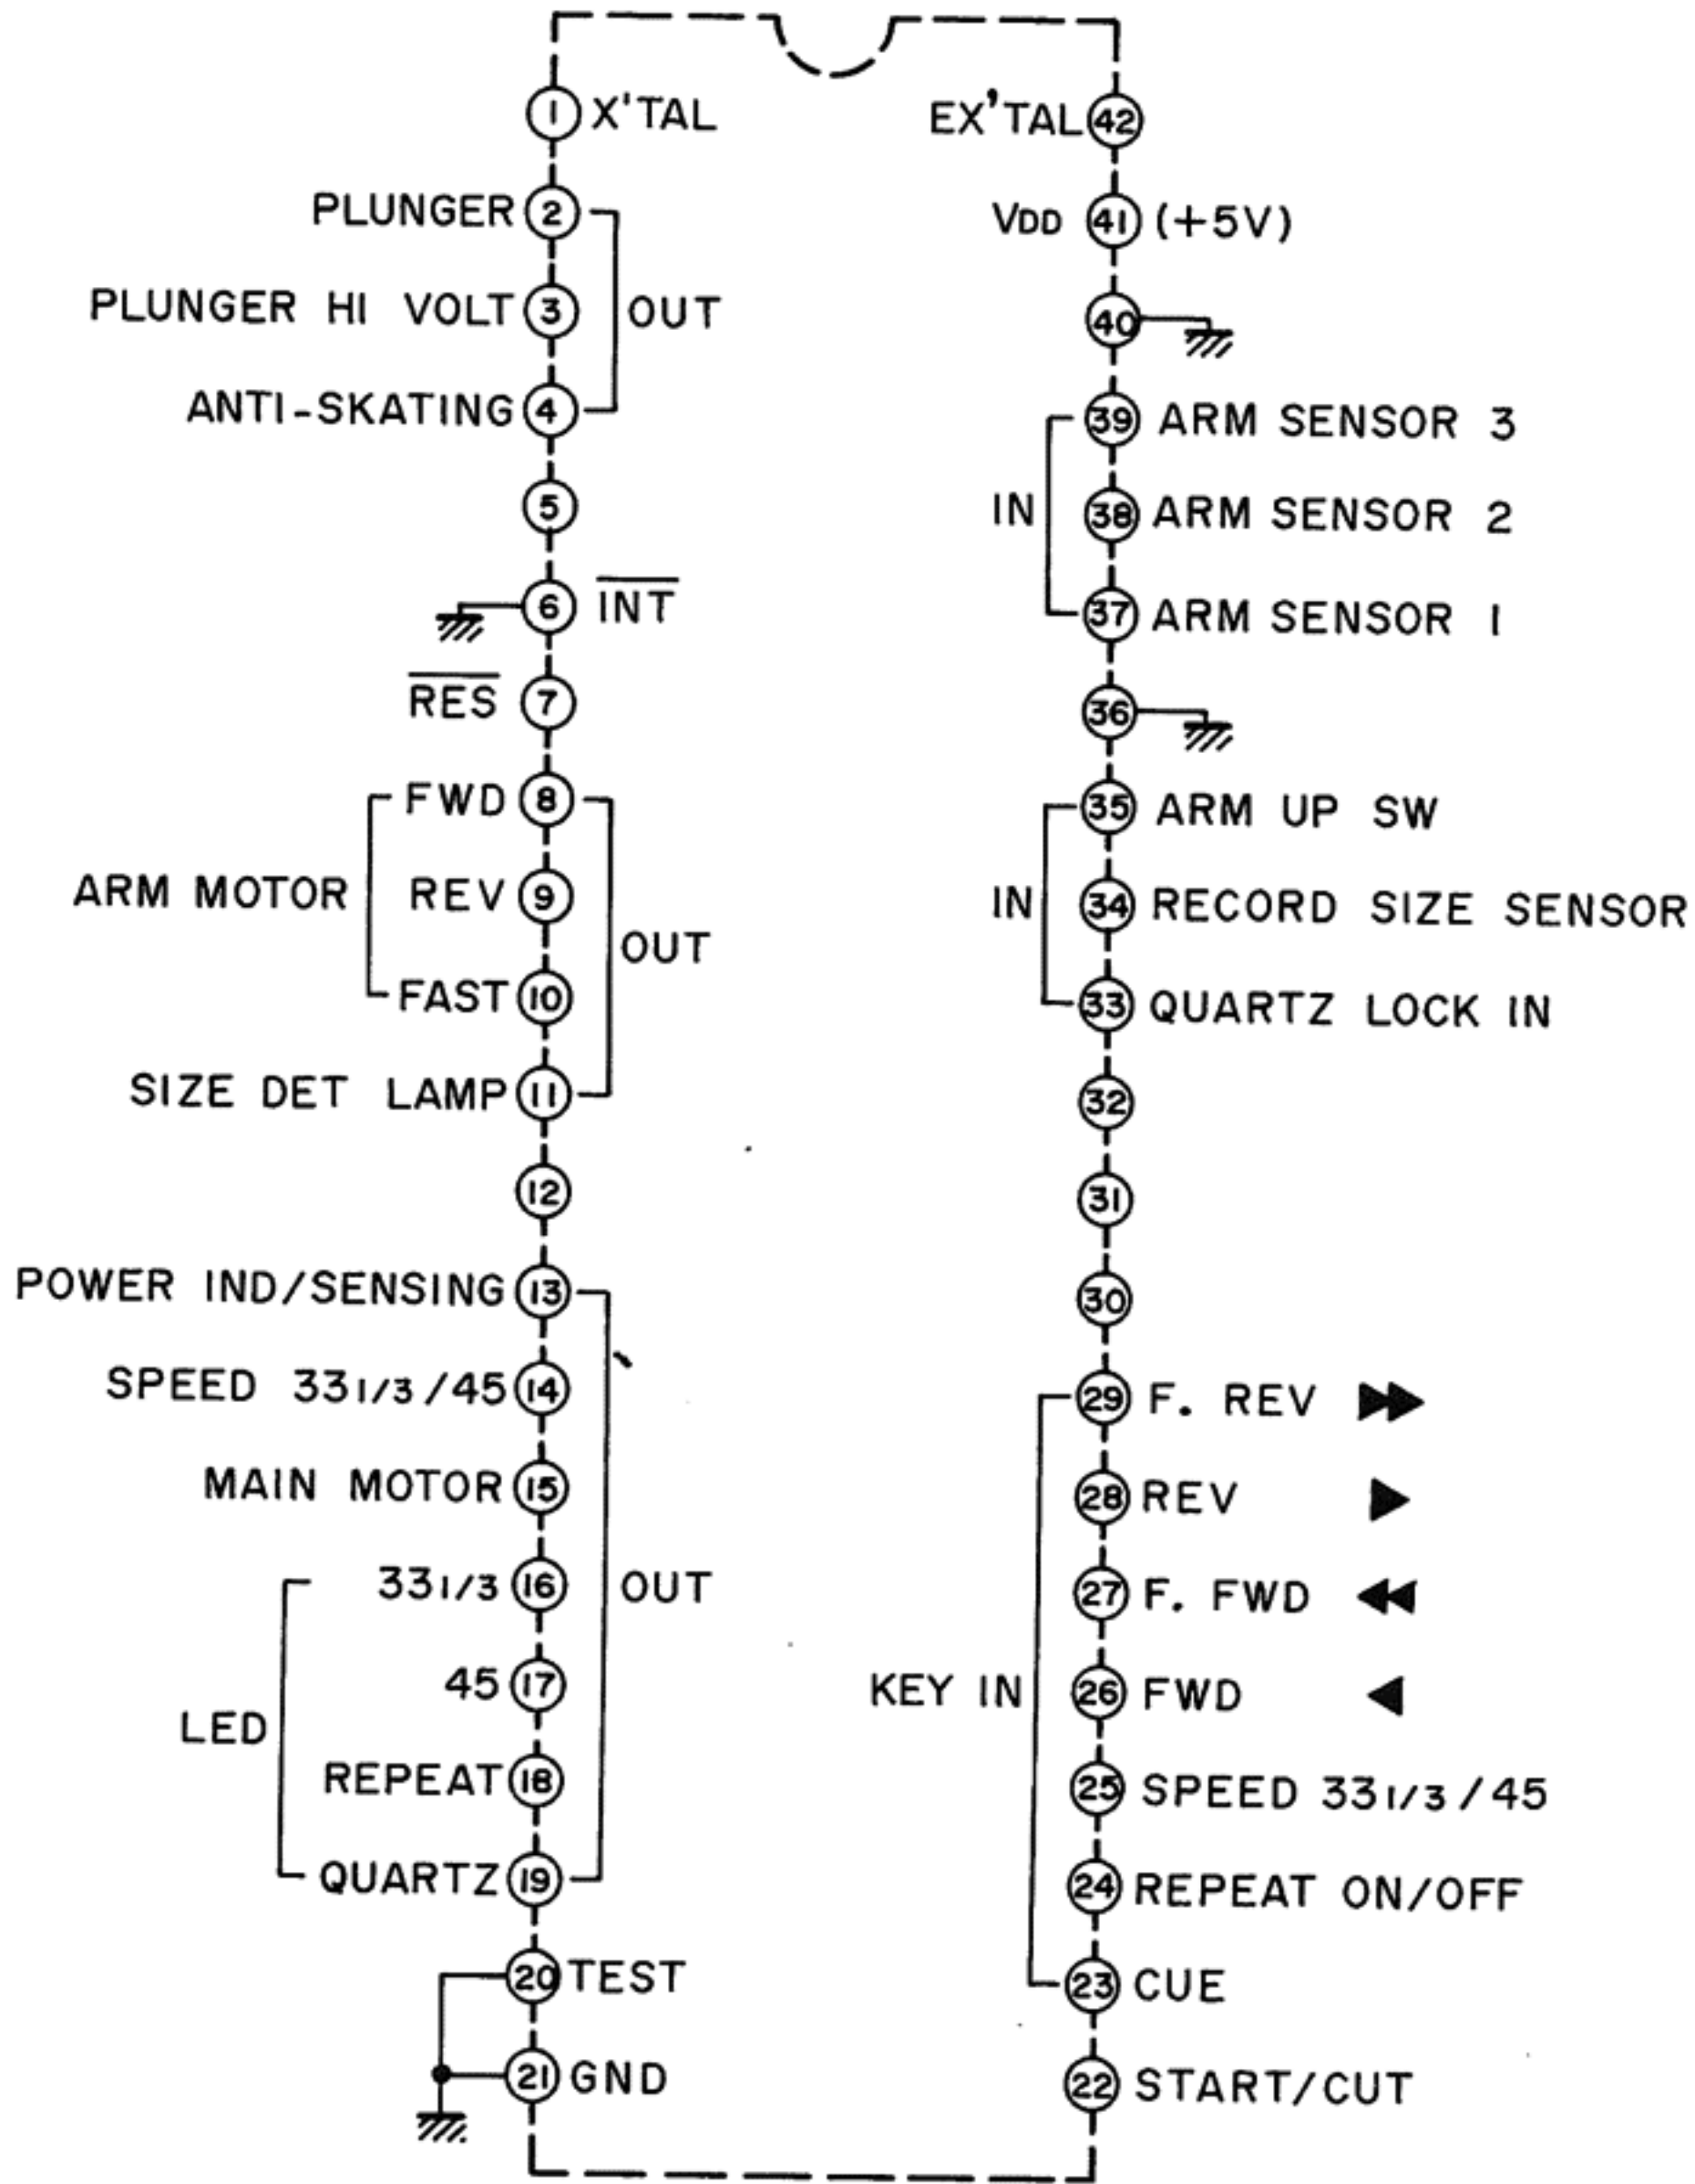 1 X'TAL
PLUNGER 2
PLUNGER HI VOLT 3
OUT
ANTI-SKATING 4
5
6 INT
RES 7
FWD 8
ARM MOTOR
REV 9
OUT
FAST 10
SIZE DET LAMP 11
12
POWER IND/SENSING 13
SPEED 33 1/3 /45 14
MAIN MOTOR 15
33 1/3 16
OUT
45 17
LED
REPEAT 18
QUARTZ 19
20 TEST
21 GND
EX'TAL 42
VDD 41 (+5V)
40
39 ARM SENSOR 3
IN
38 ARM SENSOR 2
37 ARM SENSOR 1
36
35 ARM UP SW
IN
34 RECORD SIZE SENSOR
33 QUARTZ LOCK IN
32
31
30
29 F. REV ▶▶
28 REV ▶
27 F. FWD ◀◀
KEY IN
26 FWD ◀
25 SPEED 33 1/3 /45
24 REPEAT ON/OFF
23 CUE
22 START/CUT